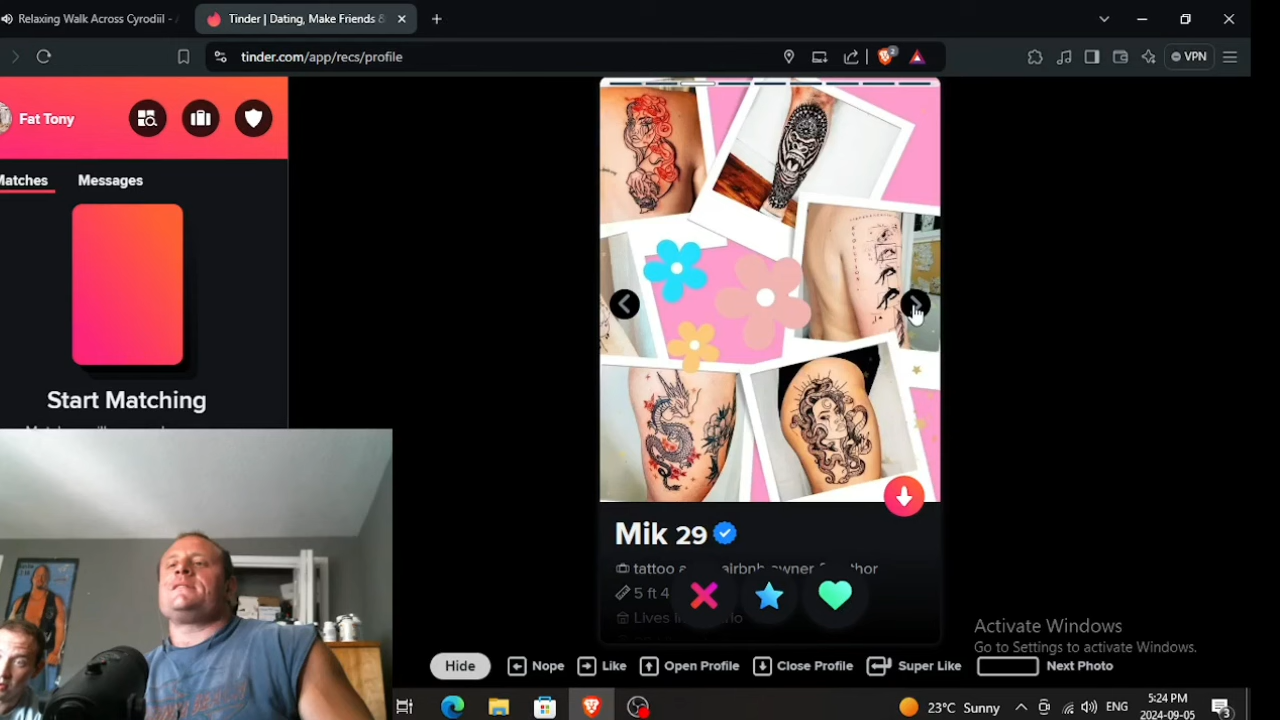 Relaxing Walk Across Cyrodiil -
Tinder | Dating, Make Friends &
tinder.com/app/recs/profile
2
VPN
Fat Tony
Matches
Messages
Start Matching
EVOLUTION
Mik 29
tattoo
airbnb owner
5 ft 4
Lives
Activate Windows
Go to Settings to activate Windows.
Hide
Nope
Like
Open Profile
Close Profile
Super Like
Next Photo
23°C Sunny
ENG
5:24 PM
2024-09-05
3